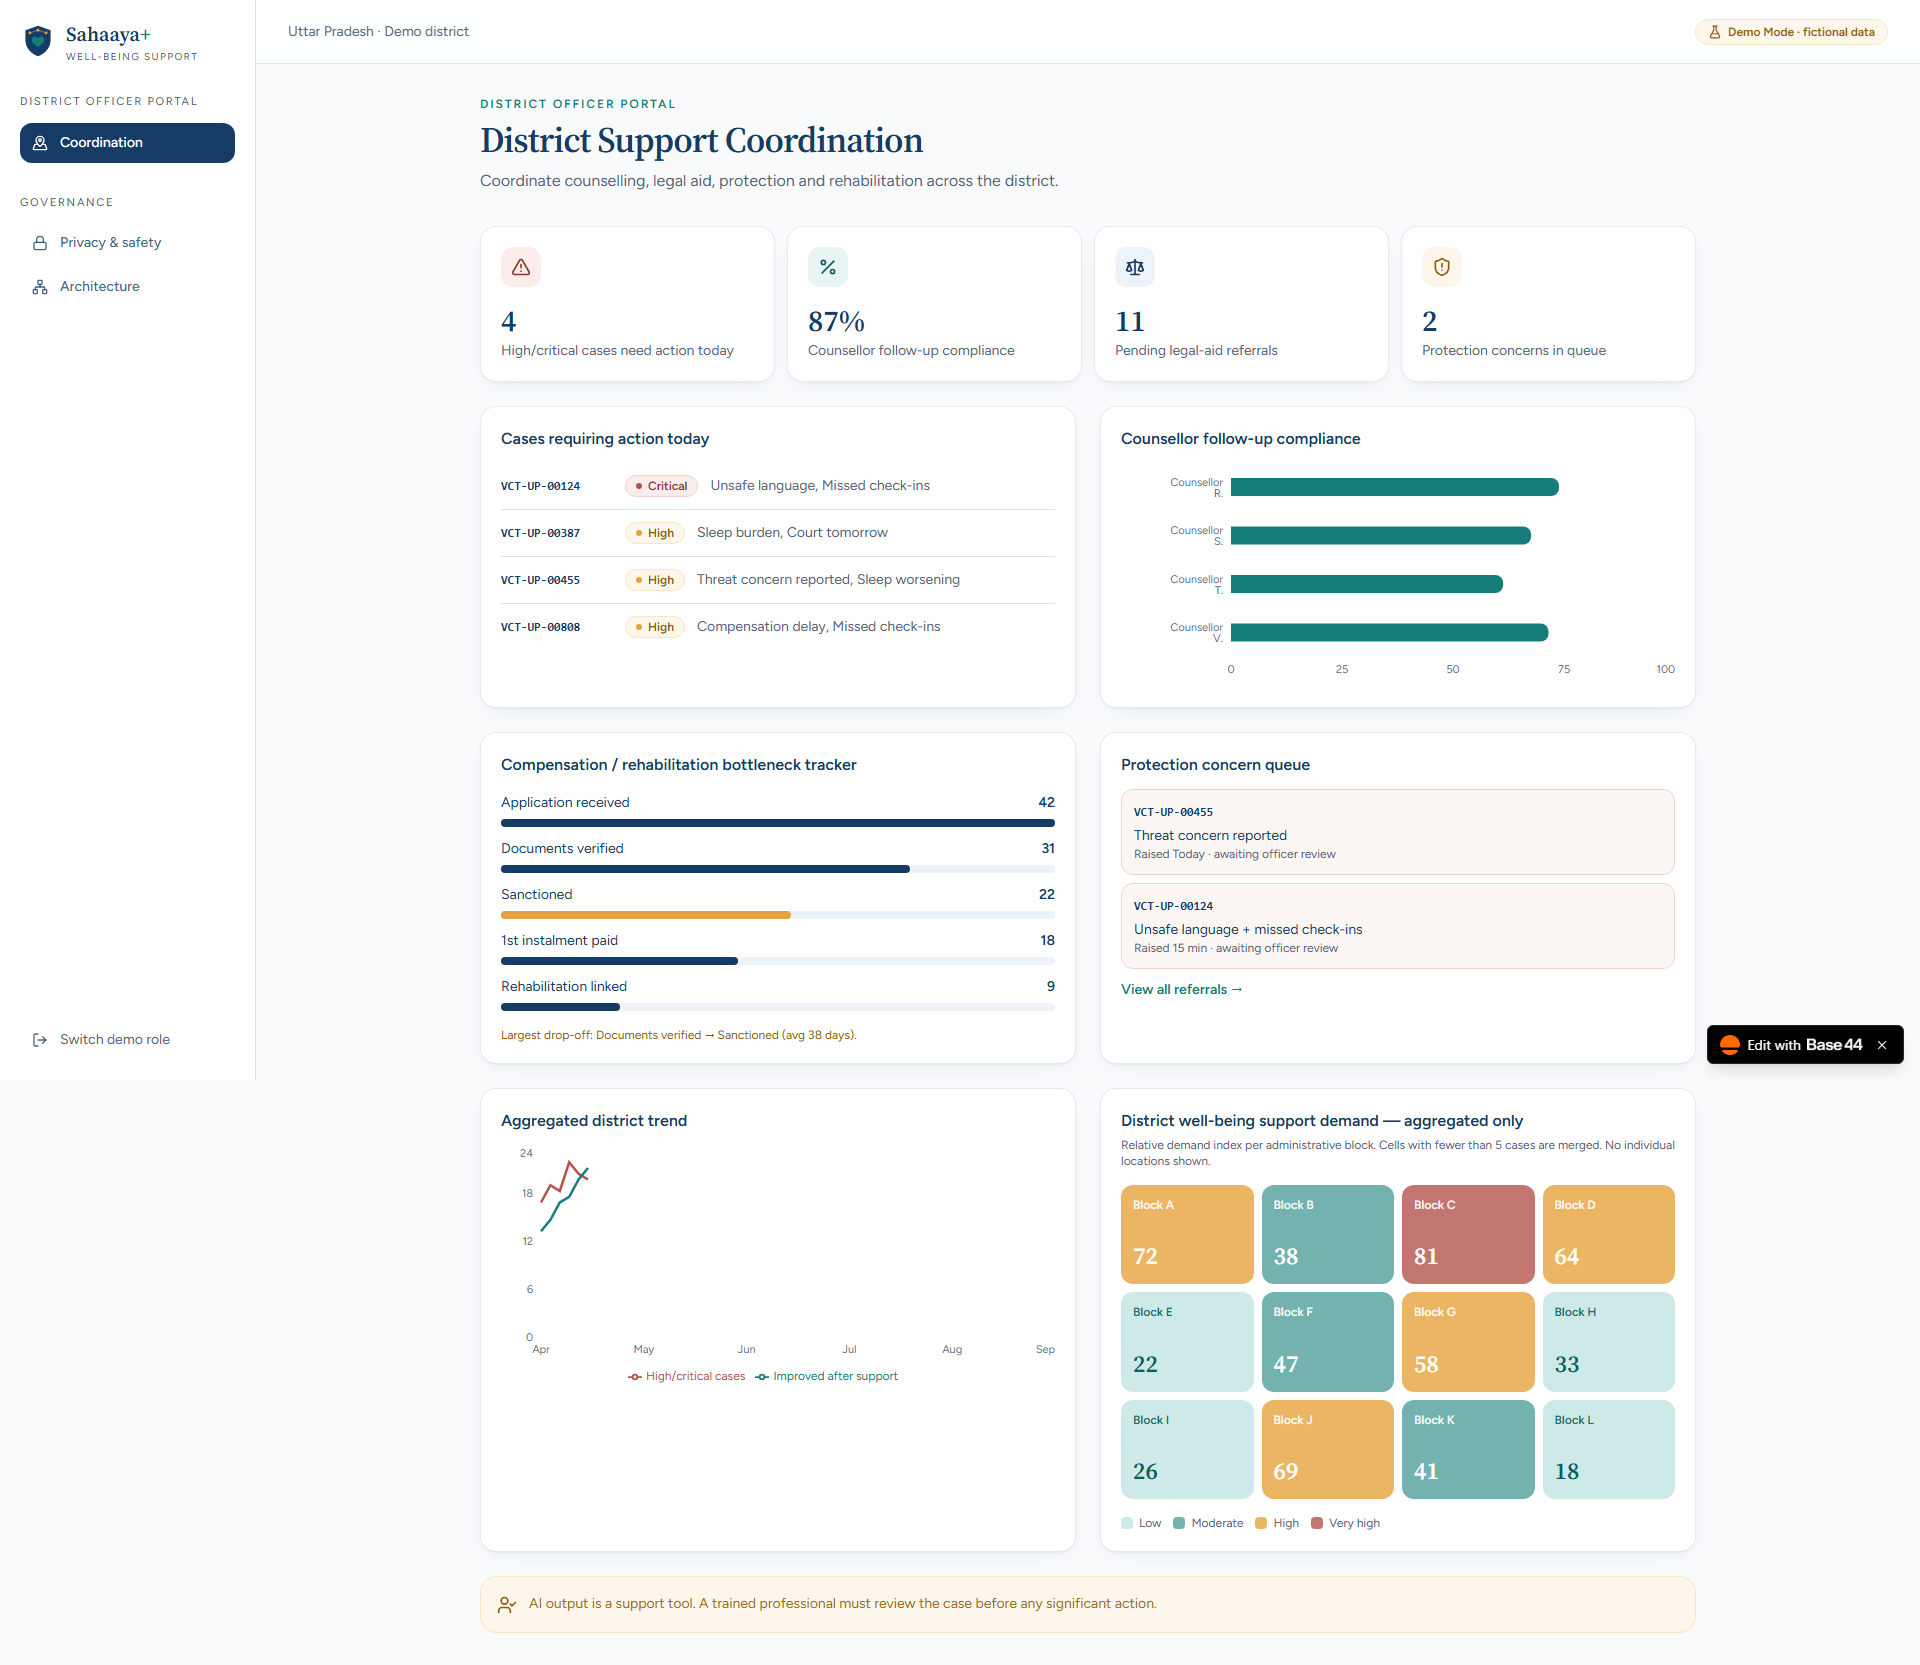 Sahaaya+
WELL-BEING SUPPORT
DISTRICT OFFICER PORTAL
Coordination
GOVERNANCE
Privacy & safety
Architecture
Switch demo role
Uttar Pradesh · Demo district
Demo Mode · fictional data
DISTRICT OFFICER PORTAL
District Support Coordination
Coordinate counselling, legal aid, protection and rehabilitation across the district.
4
High/critical cases need action today
87%
Counsellor follow-up compliance
11
Pending legal-aid referrals
2
Protection concerns in queue
Cases requiring action today
VCT-UP-00124 Critical Unsafe language, Missed check-ins
VCT-UP-00387 High Sleep burden, Court tomorrow
VCT-UP-00455 High Threat concern reported, Sleep worsening
VCT-UP-00808 High Compensation delay, Missed check-ins
Counsellor follow-up compliance
Counsellor
R.
Counsellor
S.
Counsellor
T.
Counsellor
V.
0 25 50 75 100
Compensation / rehabilitation bottleneck tracker
Application received 42
Documents verified 31
Sanctioned 22
1st instalment paid 18
Rehabilitation linked 9
Largest drop-off: Documents verified → Sanctioned (avg 38 days).
Protection concern queue
VCT-UP-00455
Threat concern reported
Raised Today · awaiting officer review
VCT-UP-00124
Unsafe language + missed check-ins
Raised 15 min · awaiting officer review
View all referrals →
Edit with Base44 ×
Aggregated district trend
24
18
12
6
0
Apr May Jun Jul Aug Sep
High/critical cases Improved after support
District well-being support demand — aggregated only
Relative demand index per administrative block. Cells with fewer than 5 cases are merged. No individual
locations shown.
Block A Block B Block C Block D
72 38 81 64
Block E Block F Block G Block H
22 47 58 33
Block I Block J Block K Block L
26 69 41 18
Low Moderate High Very high
AI output is a support tool. A trained professional must review the case before any significant action.